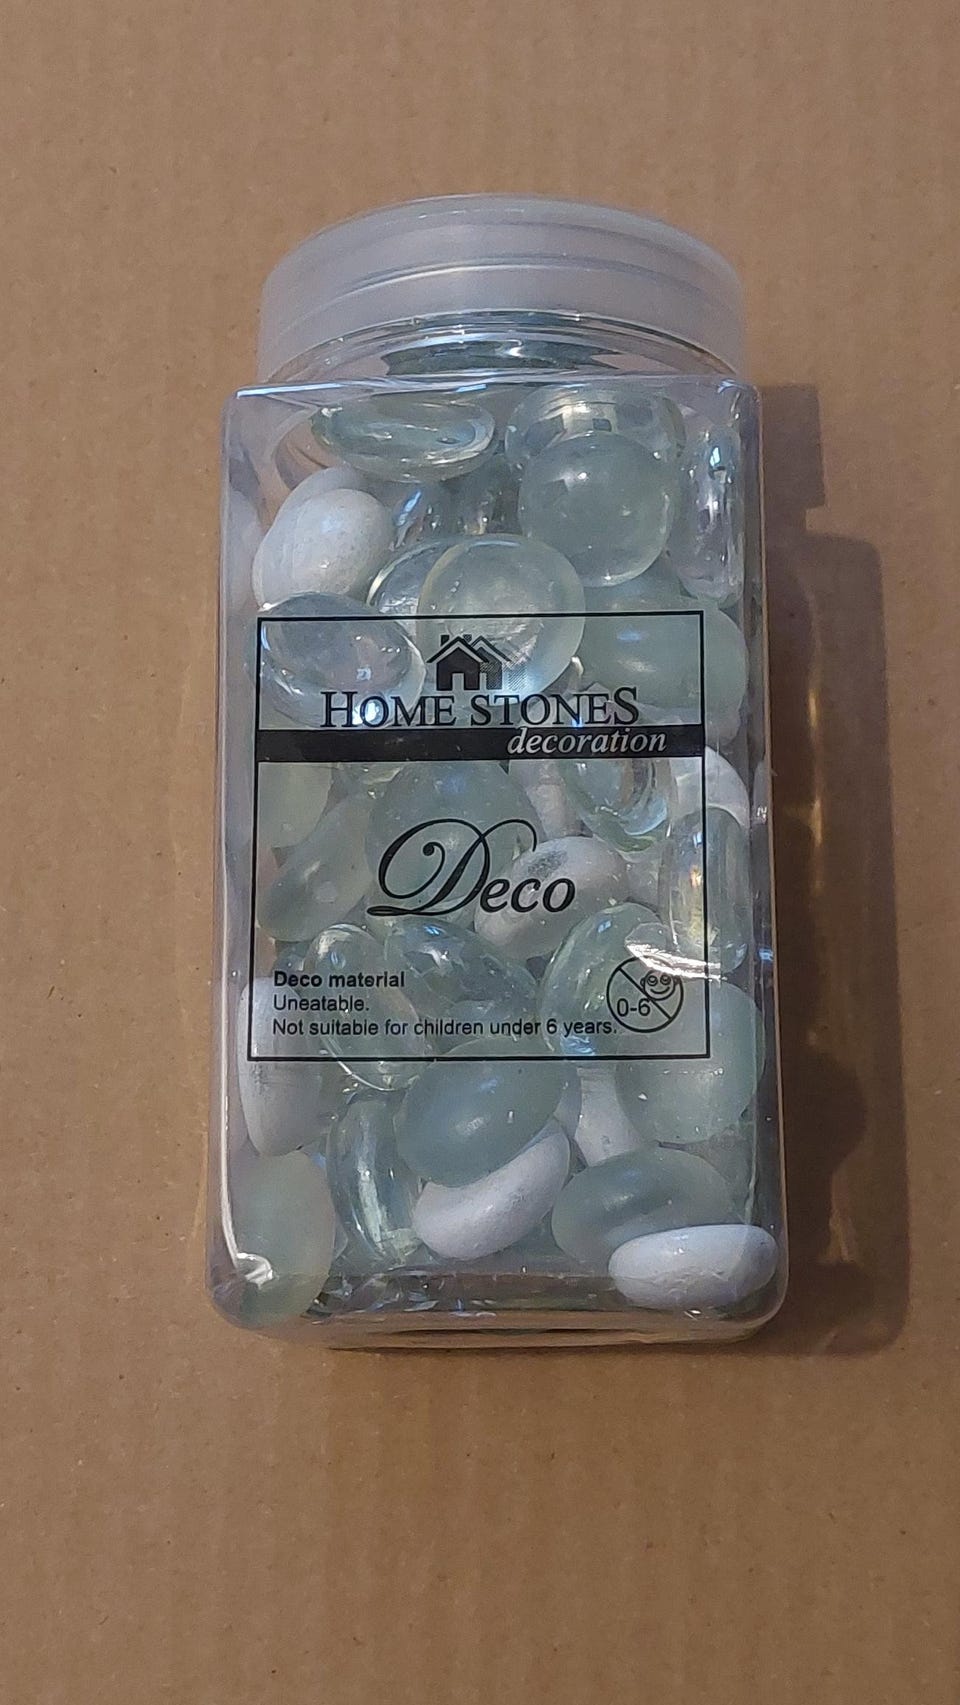 HOME STONES
decoration
Deco
Deco material
Uneatable.
Not suitable for children under 6 years.
0-6